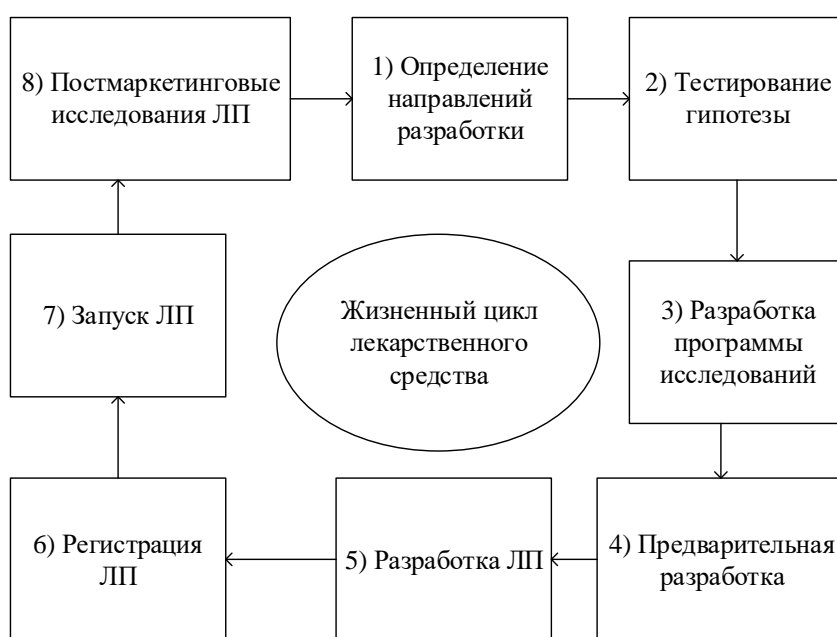 8) Постмаркетинговые
исследования ЛП
1) Определение
направлений
разработки
2) Тестирование
гипотезы
7) Запуск ЛП
Жизненный цикл
лекарственного
средства
3) Разработка
программы
исследований
6) Регистрация
ЛП
5) Разработка ЛП
4) Предварительная
разработка